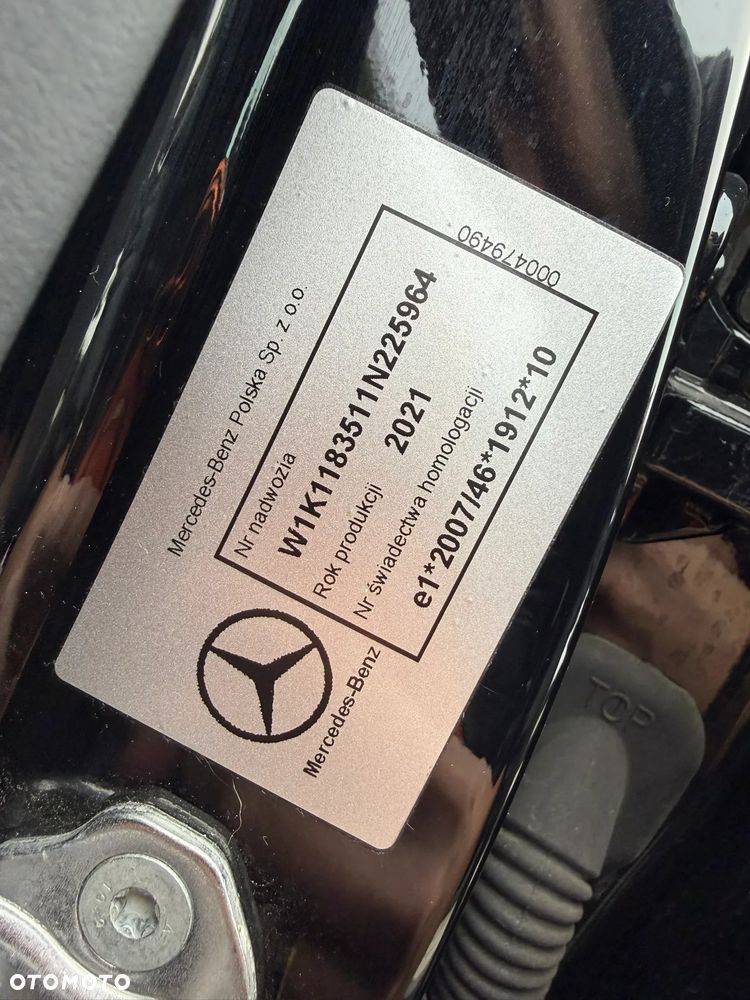 Mercedes-Benz Polska Sp. z o.o.
Nr nadwozia
W1K1183511N225964
Rok produkcji 2021
Nr świadectwa homologacji
e1*2007/46*1912*10
000479490
Mercedes-Benz
TOP
OTOMOTO